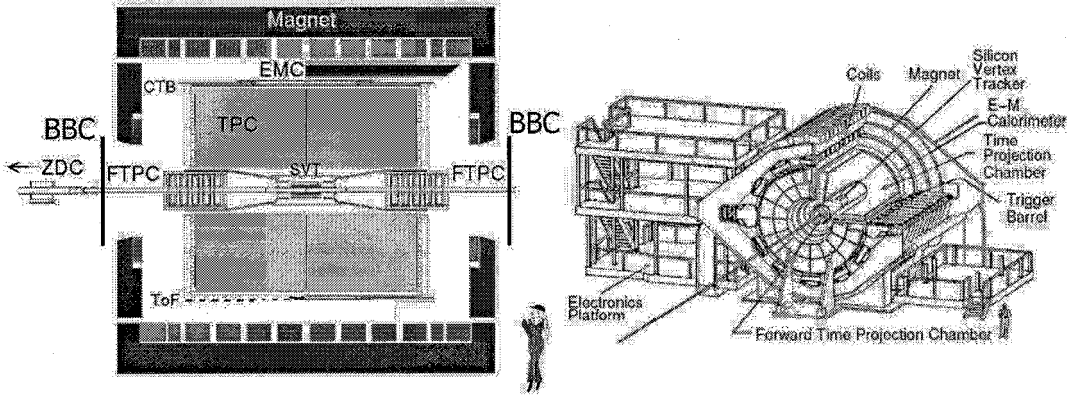 Magnet
EMC
CTB
TPC
BBC
BBC
ZDC
FTPC
SVT
FTPC
ToF
Silicon
Vertex
Tracker
Coils
Magnet
E-M
Calorimeter
Time
Projection
Chamber
Trigger
Barrel
Electronics
Platform
Forward Time Projection Chamber